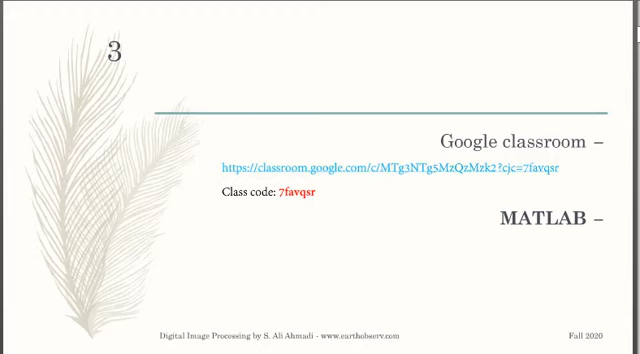 3
Google classroom –
https://classroom.google.com/c/MTg3NTg5MzQzMzk2?cjc=7favqsr
Class code: 7favqsr
MATLAB –
Digital Image Processing by S. Ali Ahmadi - www.earthobserv.com
Fall 2020